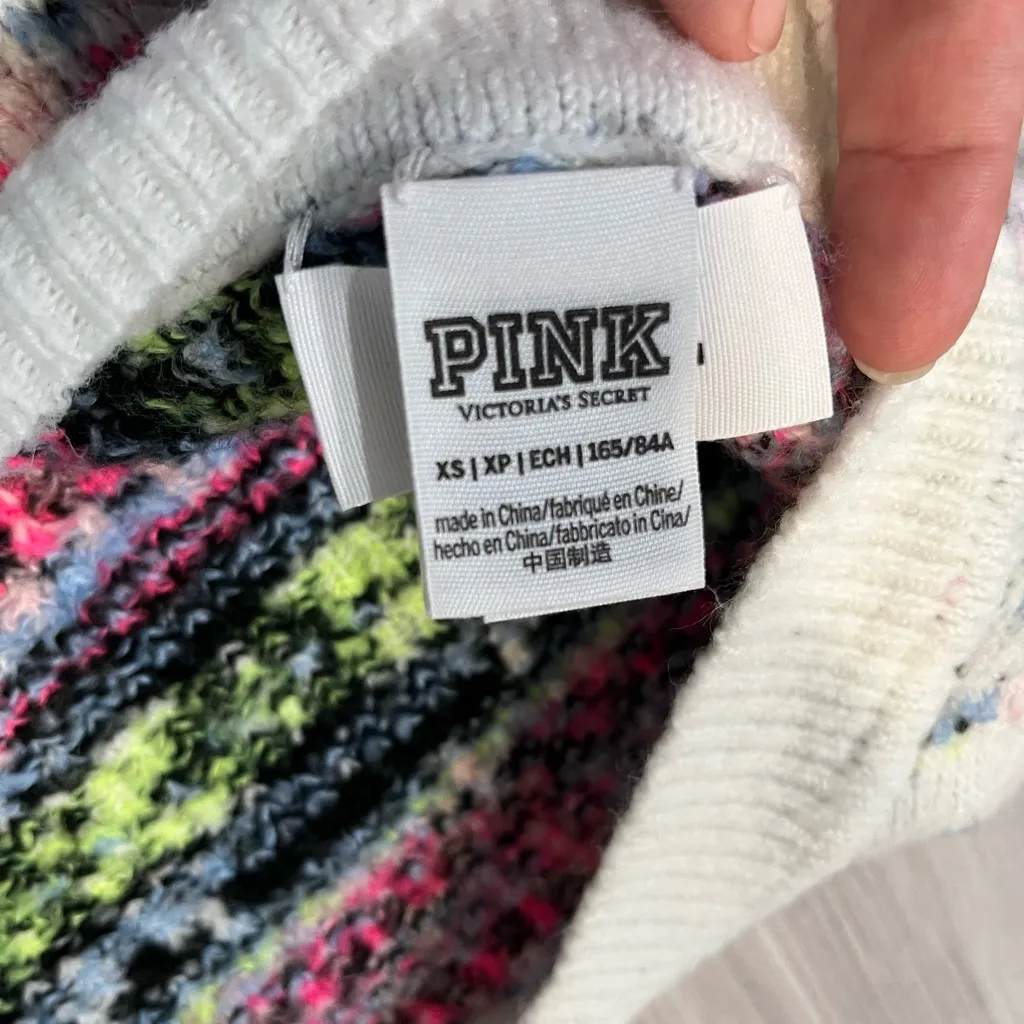 PINK
VICTORIA'S SECRET
XS | XP | ECH | 165/84A
made in China/fabriqué en Chine/
hecho en China/fabbricato in Cina/
中国制造